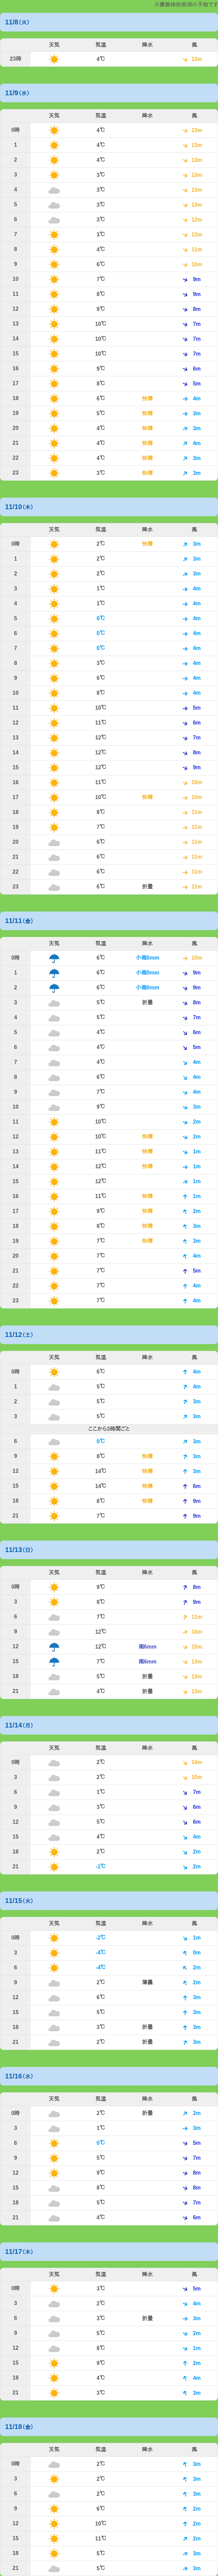 11/8(火)
天気 気温 降水 風
23時 4℃ 13m
11/9(水)
天気 気温 降水 風
0時 4℃ 13m
1 4℃ 13m
2 4℃ 13m
3 3℃ 13m
4 3℃ 13m
5 3℃ 13m
6 3℃ 12m
7 3℃ 12m
8 4℃ 11m
9 6℃ 10m
10 7℃ 9m
11 8℃ 9m
12 9℃ 8m
13 10℃ 7m
14 10℃ 7m
15 10℃ 7m
16 9℃ 6m
17 8℃ 5m
18 6℃ 快晴 4m
19 5℃ 快晴 3m
20 4℃ 快晴 3m
21 4℃ 快晴 4m
22 4℃ 快晴 3m
23 3℃ 快晴 3m
11/10(木)
天気 気温 降水 風
0時 2℃ 快晴 3m
1 2℃ 3m
2 2℃ 3m
3 1℃ 4m
4 1℃ 4m
5 0℃ 4m
6 0℃ 4m
7 0℃ 4m
8 3℃ 4m
9 6℃ 4m
10 8℃ 4m
11 10℃ 5m
12 11℃ 6m
13 12℃ 7m
14 12℃ 8m
15 12℃ 9m
16 11℃ 10m
17 10℃ 快晴 10m
18 8℃ 11m
19 7℃ 11m
20 6℃ 11m
21 6℃ 11m
22 6℃ 11m
23 6℃ 折曇 11m
11/11(金)
天気 気温 降水 風
0時 6℃ 小雨0mm 10m
1 6℃ 小雨0mm 9m
2 6℃ 小雨0mm 9m
3 5℃ 折曇 8m
4 5℃ 7m
5 4℃ 6m
6 4℃ 5m
7 4℃ 4m
8 6℃ 4m
9 7℃ 4m
10 9℃ 3m
11 10℃ 2m
12 10℃ 快晴 2m
13 11℃ 快晴 1m
14 12℃ 快晴 1m
15 12℃ 1m
16 11℃ 快晴 1m
17 9℃ 快晴 2m
18 8℃ 快晴 3m
19 7℃ 快晴 3m
20 7℃ 4m
21 7℃ 5m
22 7℃ 4m
23 7℃ 4m
11/12(土)
天気 気温 降水 風
0時 6℃ 4m
1 5℃ 4m
2 5℃ 3m
3 5℃ 3m
ここから3時間ごと
6 0℃ 3m
9 8℃ 快晴 3m
12 14℃ 快晴 3m
15 14℃ 快晴 6m
18 8℃ 快晴 9m
21 7℃ 9m
11/13(日)
天気 気温 降水 風
0時 9℃ 8m
3 8℃ 9m
6 7℃ 11m
9 12℃ 10m
12 12℃ 雨6mm 15m
15 7℃ 雨6mm 13m
18 5℃ 折曇 13m
21 4℃ 折曇 13m
11/14(月)
天気 気温 降水 風
0時 2℃ 14m
3 2℃ 10m
6 1℃ 7m
9 3℃ 6m
12 5℃ 6m
15 4℃ 4m
18 2℃ 2m
21 -1℃ 2m
11/15(火)
天気 気温 降水 風
0時 -2℃ 1m
3 -4℃ 0m
6 -4℃ 2m
9 2℃ 薄曇 2m
12 6℃ 3m
15 5℃ 3m
18 3℃ 折曇 3m
21 2℃ 折曇 3m
11/16(水)
天気 気温 降水 風
0時 2℃ 折曇 2m
3 1℃ 3m
6 0℃ 5m
9 5℃ 7m
12 9℃ 8m
15 8℃ 8m
18 5℃ 7m
21 4℃ 6m
11/17(木)
天気 気温 降水 風
0時 3℃ 5m
3 2℃ 4m
6 3℃ 折曇 3m
9 5℃ 2m
12 8℃ 1m
15 9℃ 2m
18 4℃ 4m
21 3℃ 3m
11/18(金)
天気 気温 降水 風
0時 2℃ 3m
3 2℃ 3m
6 2℃ 3m
9 6℃ 2m
12 10℃ 2m
15 11℃ 2m
18 5℃ 3m
21 5℃ 3m